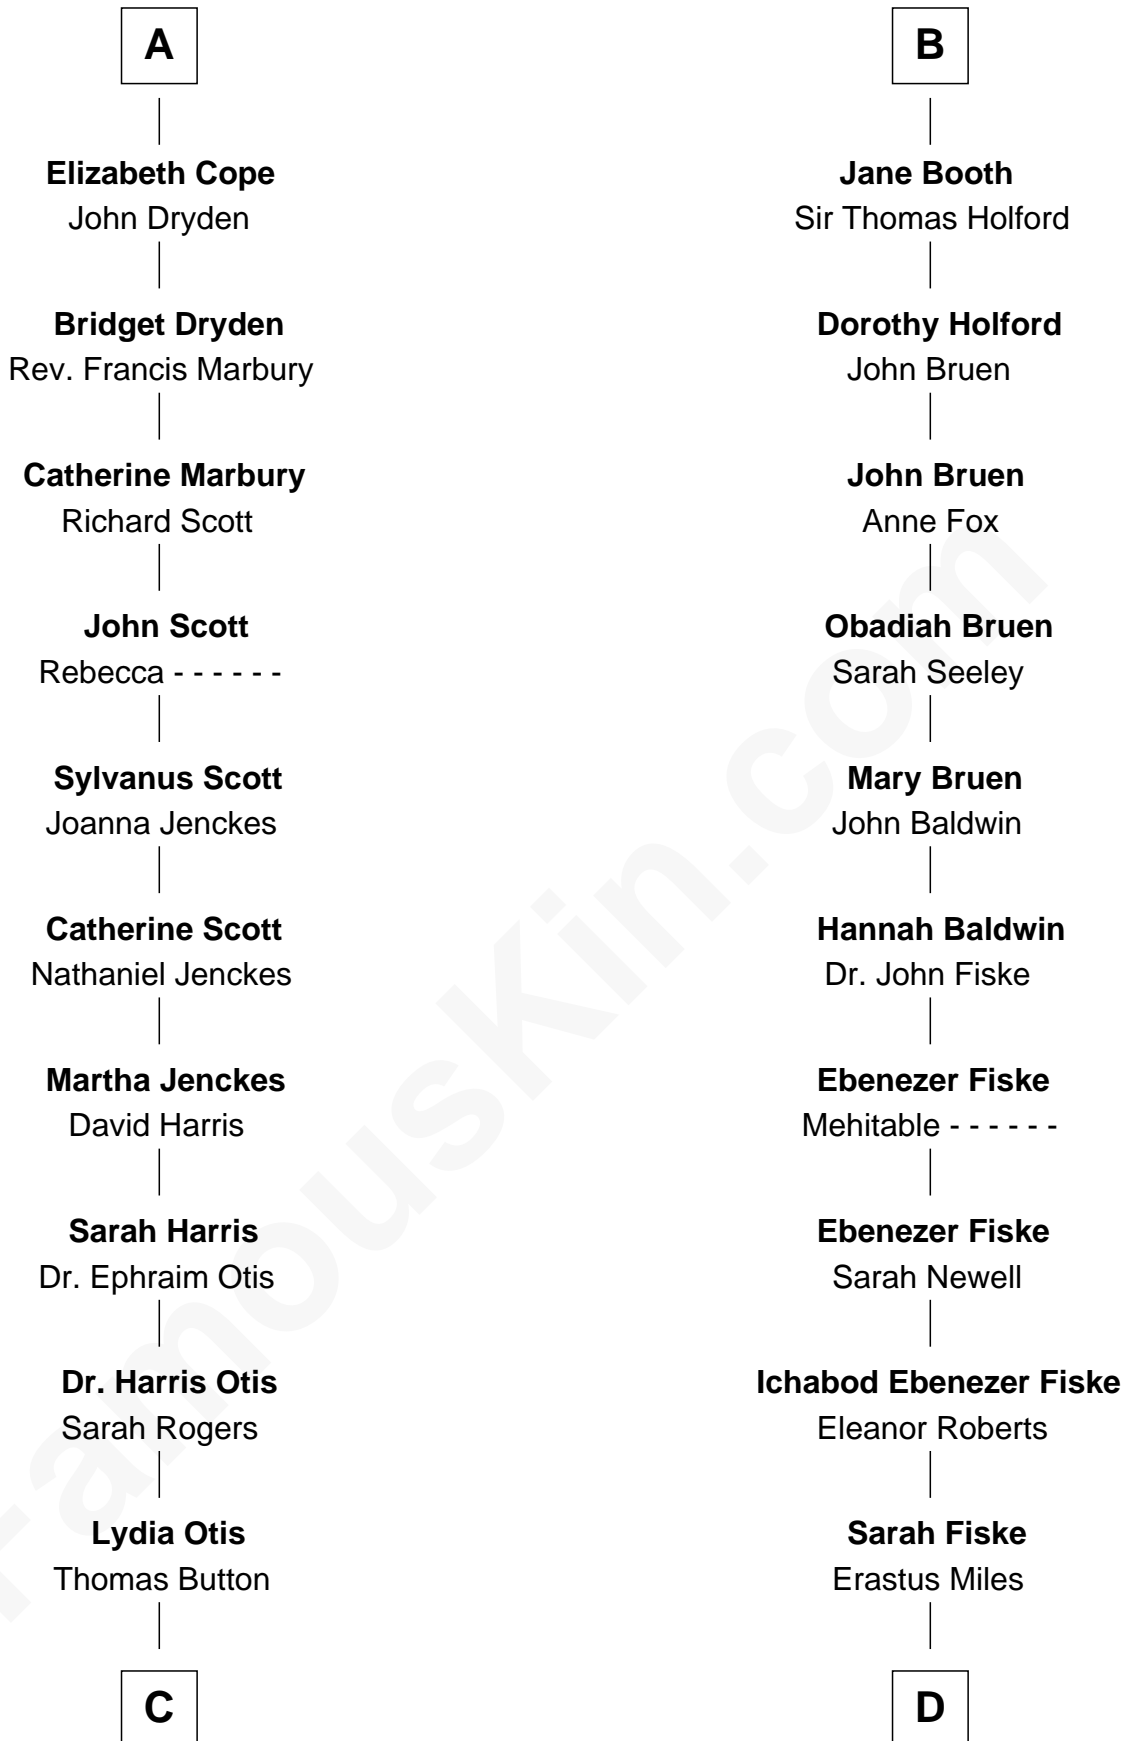 A
Elizabeth Cope
John Dryden
Bridget Dryden
Rev. Francis Marbury
Catherine Marbury
Richard Scott
John Scott
Rebecca - - - - - -
Sylvanus Scott
Joanna Jenckes
Catherine Scott
Nathaniel Jenckes
Martha Jenckes
David Harris
Sarah Harris
Dr. Ephraim Otis
Dr. Harris Otis
Sarah Rogers
Lydia Otis
Thomas Button
C
B
Jane Booth
Sir Thomas Holford
Dorothy Holford
John Bruen
John Bruen
Anne Fox
Obadiah Bruen
Sarah Seeley
Mary Bruen
John Baldwin
Hannah Baldwin
Dr. John Fiske
Ebenezer Fiske
Mehitable - - - - - -
Ebenezer Fiske
Sarah Newell
Ichabod Ebenezer Fiske
Eleanor Roberts
Sarah Fiske
Erastus Miles
D
FamousKin.com